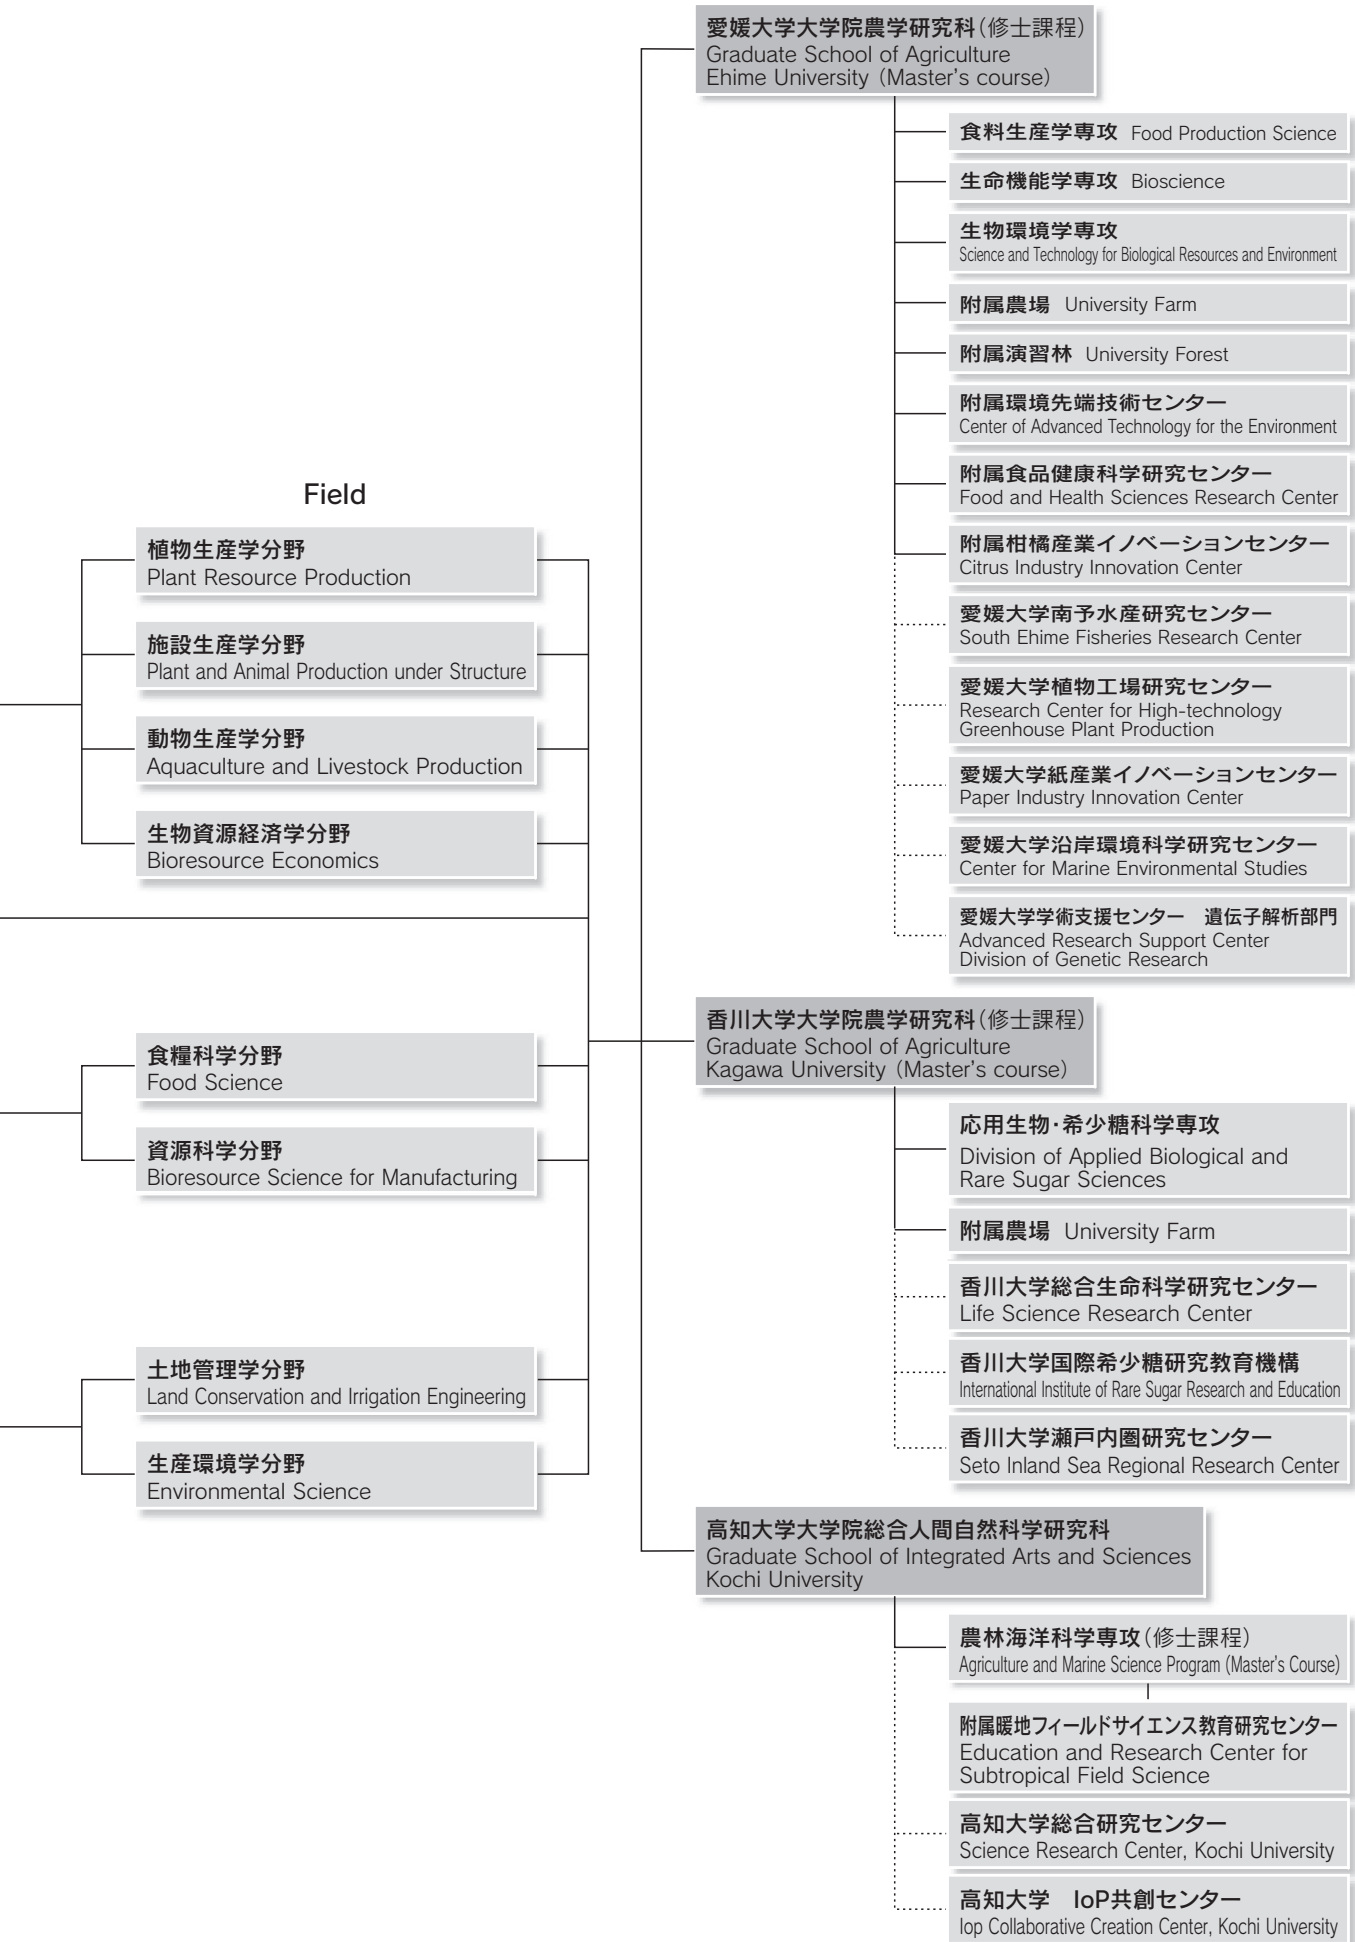 Field
植物生産学分野
Plant Resource Production
施設生産学分野
Plant and Animal Production under Structure
動物生産学分野
Aquaculture and Livestock Production
生物資源経済学分野
Bioresource Economics
食糧科学分野
Food Science
資源科学分野
Bioresource Science for Manufacturing
土地管理学分野
Land Conservation and Irrigation Engineering
生産環境学分野
Environmental Science
愛媛大学大学院農学研究科（修士課程）
Graduate School of Agriculture
Ehime University (Master's course)
食料生産学専攻 Food Production Science
生命機能学専攻 Bioscience
生物環境学専攻
Science and Technology for Biological Resources and Environment
附属農場 University Farm
附属演習林 University Forest
附属環境先端技術センター
Center of Advanced Technology for the Environment
附属食品健康科学研究センター
Food and Health Sciences Research Center
附属柑橘産業イノベーションセンター
Citrus Industry Innovation Center
愛媛大学南予水産研究センター
South Ehime Fisheries Research Center
愛媛大学植物工場研究センター
Research Center for High-technology
Greenhouse Plant Production
愛媛大学紙産業イノベーションセンター
Paper Industry Innovation Center
愛媛大学沿岸環境科学研究センター
Center for Marine Environmental Studies
愛媛大学学術支援センター　遺伝子解析部門
Advanced Research Support Center
Division of Genetic Research
香川大学大学院農学研究科（修士課程）
Graduate School of Agriculture
Kagawa University (Master's course)
応用生物・希少糖科学専攻
Division of Applied Biological and
Rare Sugar Sciences
附属農場 University Farm
香川大学総合生命科学研究センター
Life Science Research Center
香川大学国際希少糖研究教育機構
International Institute of Rare Sugar Research and Education
香川大学瀬戸内圏研究センター
Seto Inland Sea Regional Research Center
高知大学大学院総合人間自然科学研究科
Graduate School of Integrated Arts and Sciences
Kochi University
農林海洋科学専攻（修士課程）
Agriculture and Marine Science Program (Master's Course)
附属暖地フィールドサイエンス教育研究センター
Education and Research Center for
Subtropical Field Science
高知大学総合研究センター
Science Research Center, Kochi University
高知大学　IoP共創センター
Iop Collaborative Creation Center, Kochi University